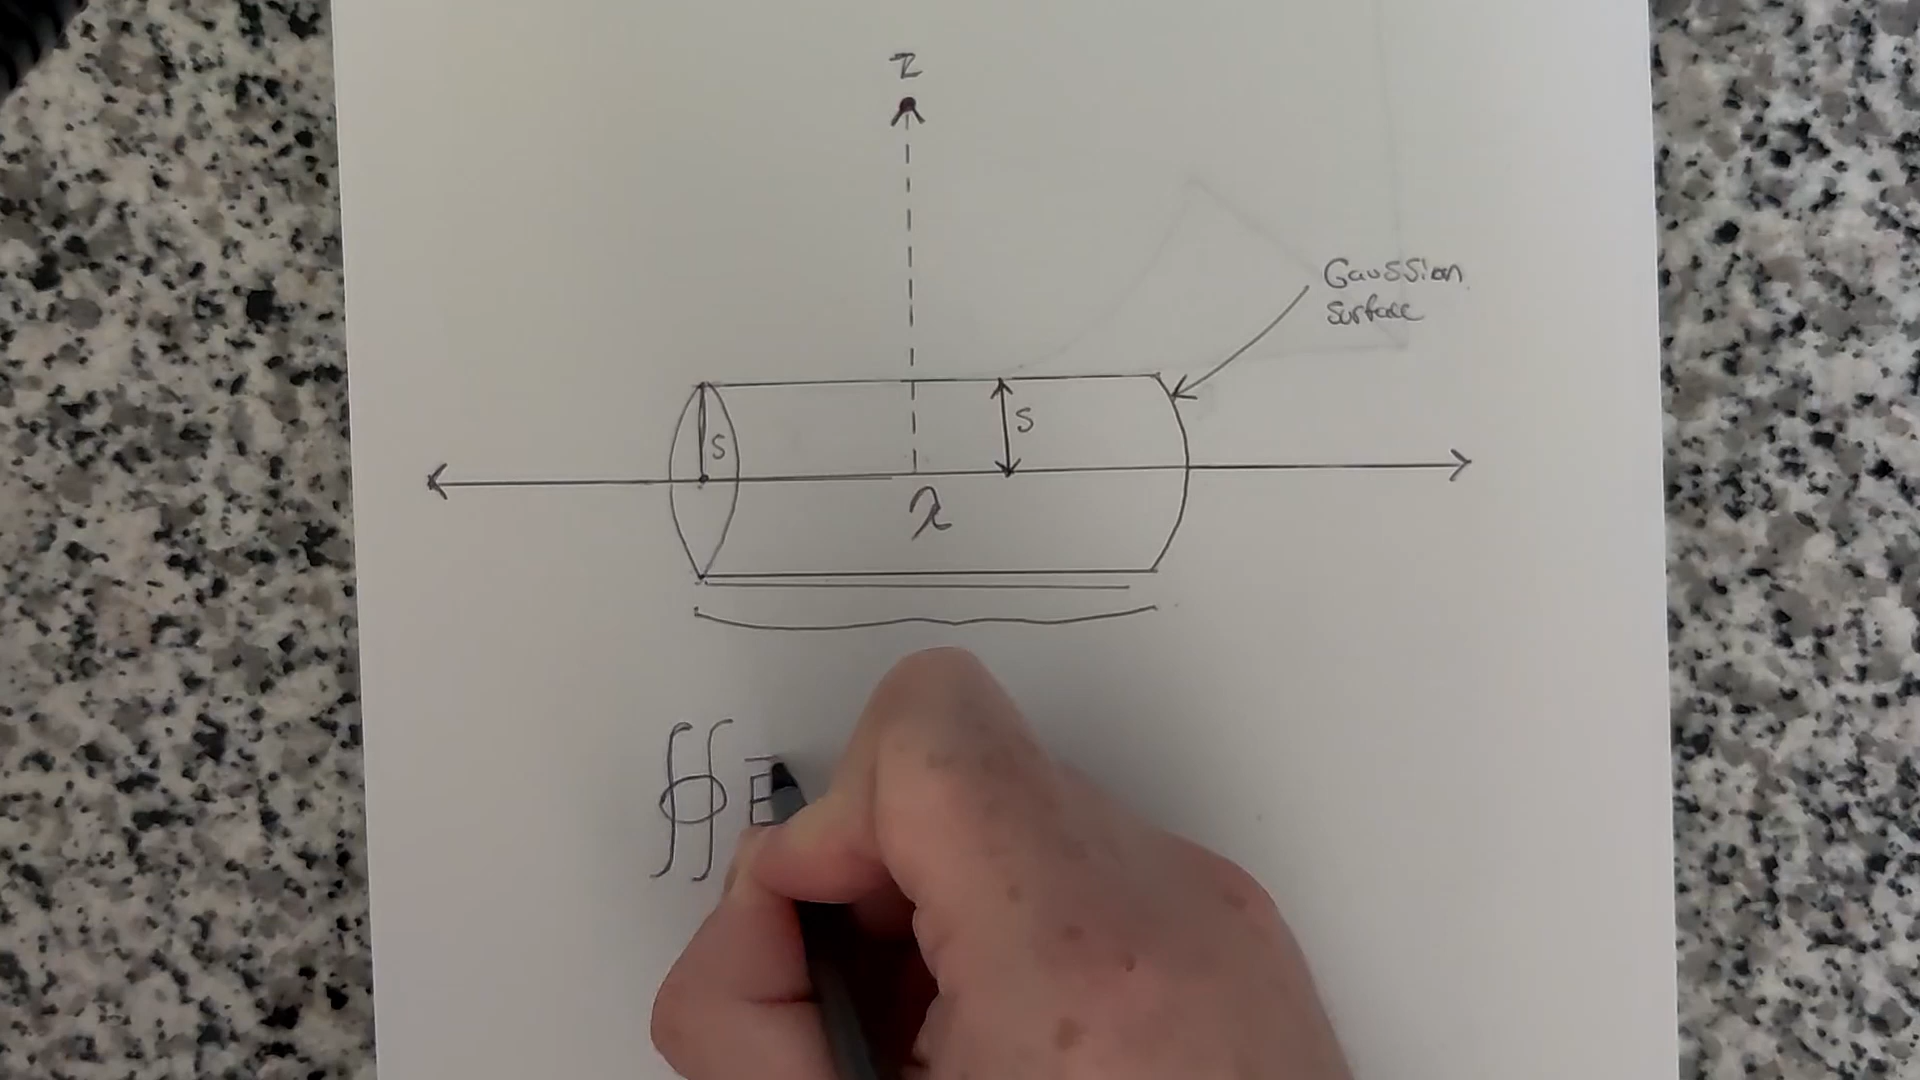 z
Gaussian
surface
s
s
λ
∯ E